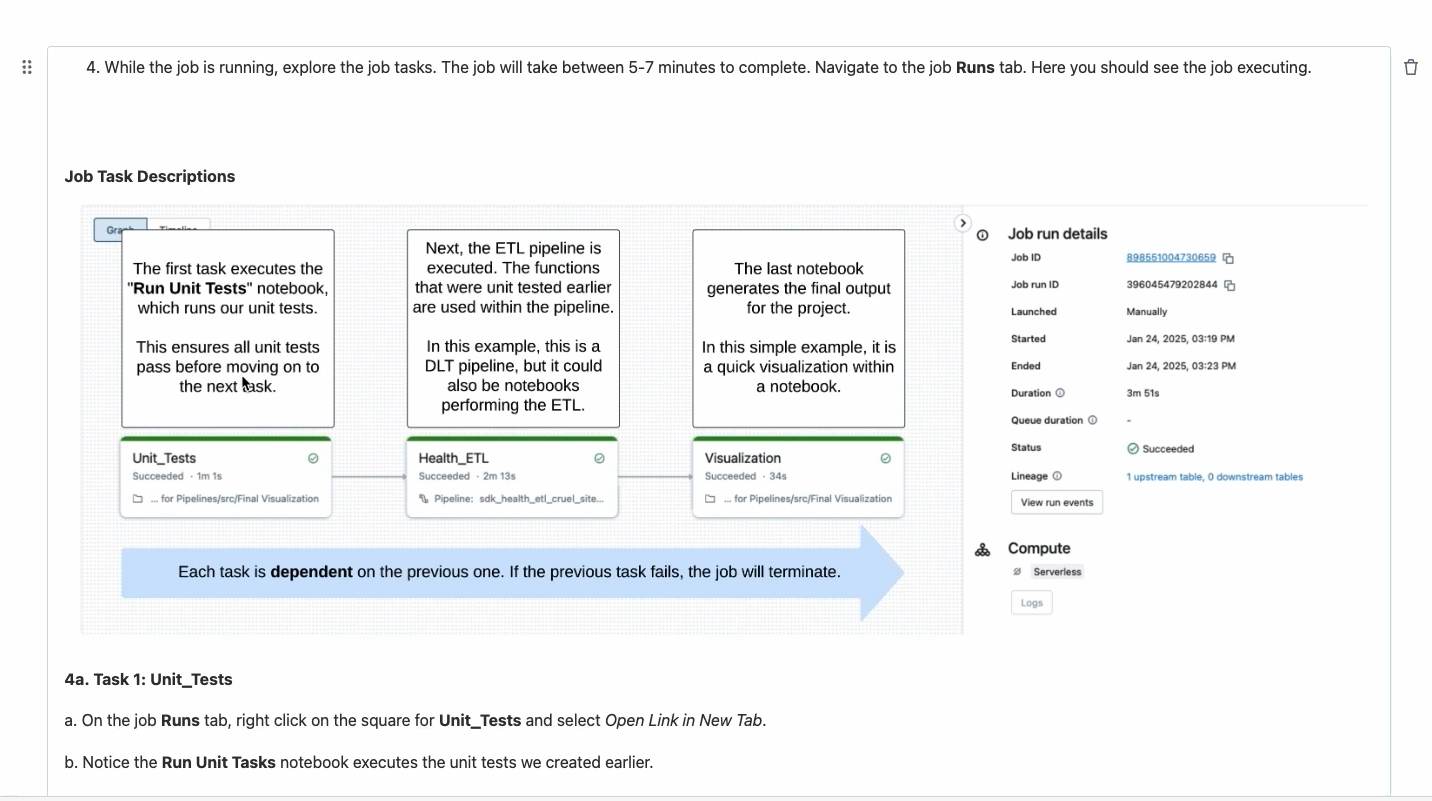 4. While the job is running, explore the job tasks. The job will take between 5-7 minutes to complete. Navigate to the job Runs tab. Here you should see the job executing.
Job Task Descriptions
The first task executes the
"Run Unit Tests" notebook,
which runs our unit tests.
This ensures all unit tests
pass before moving on to
the next task.
Next, the ETL pipeline is
executed. The functions
that were unit tested earlier
are used within the pipeline.
In this example, this is a
DLT pipeline, but it could
also be notebooks
performing the ETL.
The last notebook
generates the final output
for the project.
In this simple example, it is
a quick visualization within
a notebook.
Unit_Tests
Succeeded · 1m 1s
... for Pipelines/src/Final Visualization
Health_ETL
Succeeded · 2m 13s
Pipeline: sdk_health_etl_cruel_site...
Visualization
Succeeded · 34s
... for Pipelines/src/Final Visualization
Each task is dependent on the previous one. If the previous task fails, the job will terminate.
Job run details
Job ID 898551004730659
Job run ID 396045479202844
Launched Manually
Started Jan 24, 2025, 03:19 PM
Ended Jan 24, 2025, 03:23 PM
Duration 3m 51s
Queue duration -
Status Succeeded
Lineage 1 upstream table, 0 downstream tables
View run events
Compute
Serverless
Logs
4a. Task 1: Unit_Tests
a. On the job Runs tab, right click on the square for Unit_Tests and select Open Link in New Tab.
b. Notice the Run Unit Tasks notebook executes the unit tests we created earlier.